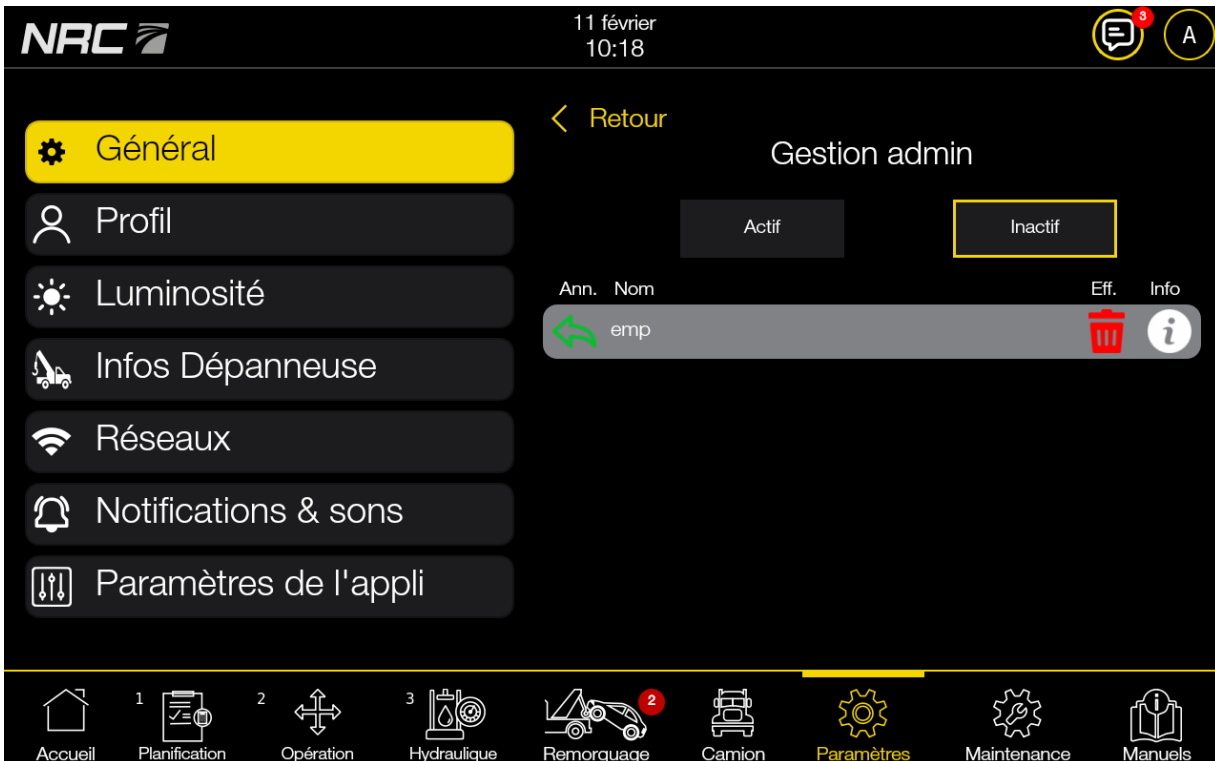 NRC
11 février
10:18
3
A
Général
Profil
Luminosité
Infos Dépanneuse
Réseaux
Notifications & sons
Paramètres de l'appli
Retour
Gestion admin
Actif Inactif
Ann. Nom Eff. Info
emp
1 2 3 2
Accueil Planification Opération Hydraulique Remorquage Camion Paramètres Maintenance Manuels